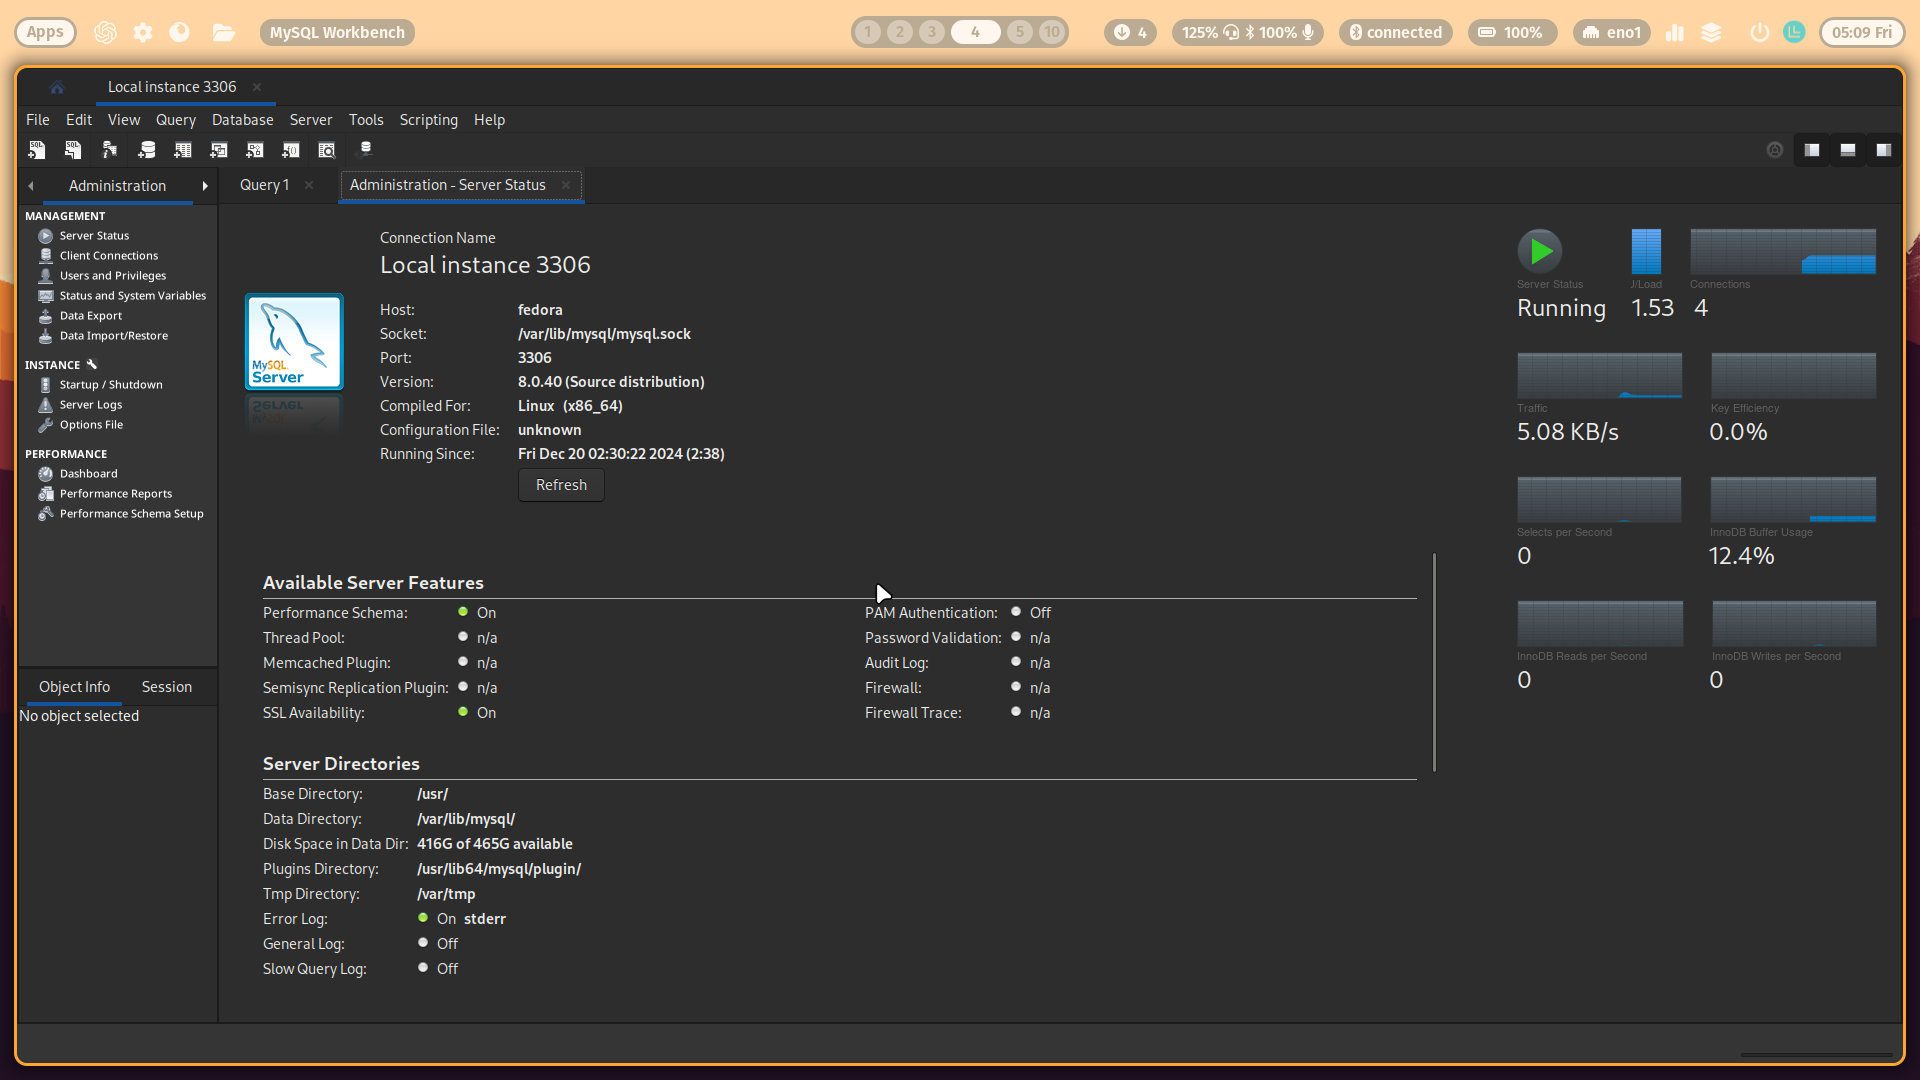 Apps
MySQL Workbench
1 2 3 4 5 10
4
125% 100%
connected
100%
eno1
05:09 Fri
Local instance 3306
File Edit View Query Database Server Tools Scripting Help
Administration
Query 1
Administration - Server Status
MANAGEMENT
Server Status
Client Connections
Users and Privileges
Status and System Variables
Data Export
Data Import/Restore
INSTANCE
Startup / Shutdown
Server Logs
Options File
PERFORMANCE
Dashboard
Performance Reports
Performance Schema Setup
Object Info Session
No object selected
Connection Name
Local instance 3306
MySQL
Server
Host: fedora
Socket: /var/lib/mysql/mysql.sock
Port: 3306
Version: 8.0.40 (Source distribution)
Compiled For: Linux (x86_64)
Configuration File: unknown
Running Since: Fri Dec 20 02:30:22 2024 (2:38)
Refresh
Available Server Features
Performance Schema: On
Thread Pool: n/a
Memcached Plugin: n/a
Semisync Replication Plugin: n/a
SSL Availability: On
PAM Authentication: Off
Password Validation: n/a
Audit Log: n/a
Firewall: n/a
Firewall Trace: n/a
Server Directories
Base Directory: /usr/
Data Directory: /var/lib/mysql/
Disk Space in Data Dir: 416G of 465G available
Plugins Directory: /usr/lib64/mysql/plugin/
Tmp Directory: /var/tmp
Error Log: On stderr
General Log: Off
Slow Query Log: Off
Server Status
Running
/Load
1.53
Connections
4
Traffic
5.08 KB/s
Key Efficiency
0.0%
Selects per Second
0
InnoDB Buffer Usage
12.4%
InnoDB Reads per Second
0
InnoDB Writes per Second
0